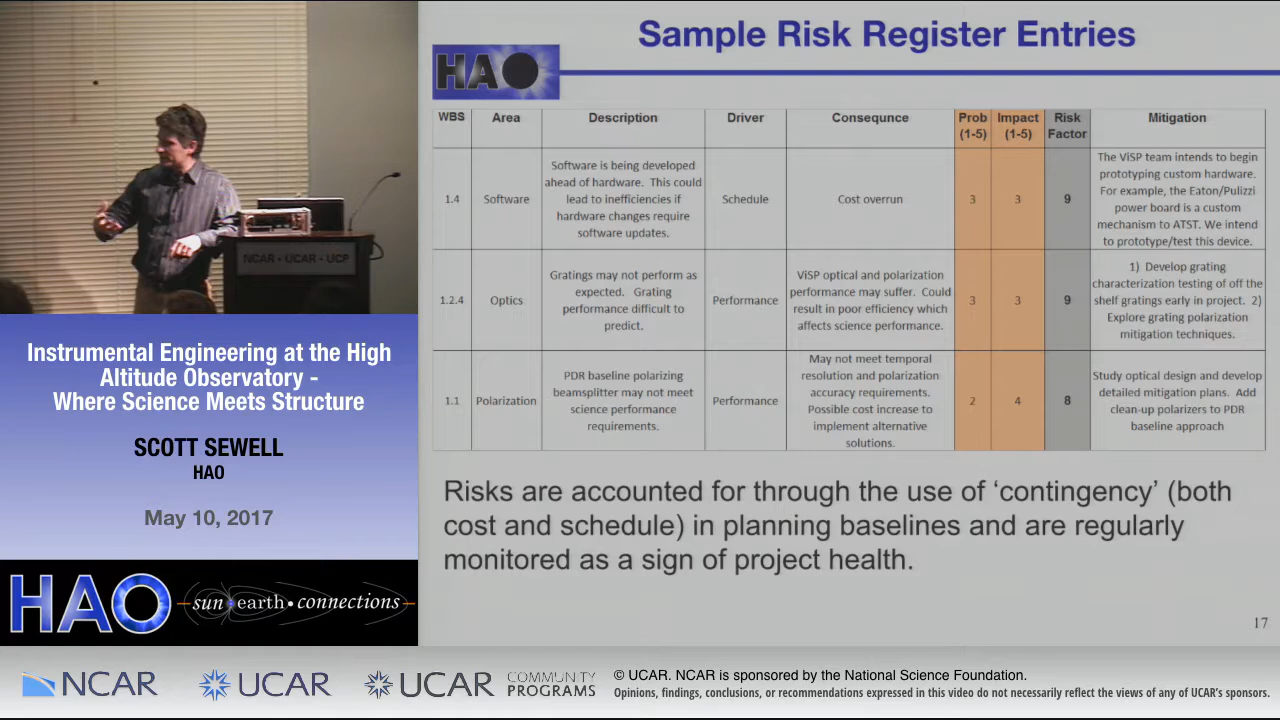 Sample Risk Register Entries
HAO
WBS Area Description Driver Consequnce Prob (1-5) Impact (1-5) Risk Factor Mitigation
1.4
Software
Software is being developed
ahead of hardware. This could
lead to inefficiencies if
hardware changes require
software updates.
Schedule
Cost overrun
3
3
9
The ViSP team intends to begin
prototyping custom hardware.
For example, the Eaton/Pulizzi
power board is a custom
mechanism to ATST. We intend
to prototype/test this device.
1.2.4
Optics
Gratings may not perform as
expected. Grating
performance difficult to
predict.
Performance
ViSP optical and polarization
performance may suffer. Could
result in poor efficiency which
affects science performance.
3
3
9
1) Develop grating
characterization testing of off the
shelf gratings early in project. 2)
Explore grating polarization
mitigation techniques.
1.1
Polarization
PDR baseline polarizing
beamsplitter may not meet
science performance
requirements.
Performance
May not meet temporal
resolution and polarization
accuracy requirements.
Possible cost increase to
implement alternative
solutions.
2
4
8
Study optical design and develop
detailed mitigation plans. Add
clean-up polarizers to PDR
baseline approach
Risks are accounted for through the use of ‘contingency’ (both
cost and schedule) in planning baselines and are regularly
monitored as a sign of project health.
17
NCAR - UCAR - UCP
Instrumental Engineering at the High
Altitude Observatory -
Where Science Meets Structure
SCOTT SEWELL
HAO
May 10, 2017
HAO sun earth connections
NCAR UCAR UCAR COMMUNITY PROGRAMS
© UCAR. NCAR is sponsored by the National Science Foundation.
Opinions, findings, conclusions, or recommendations expressed in this video do not necessarily reflect the views of any of UCAR's sponsors.